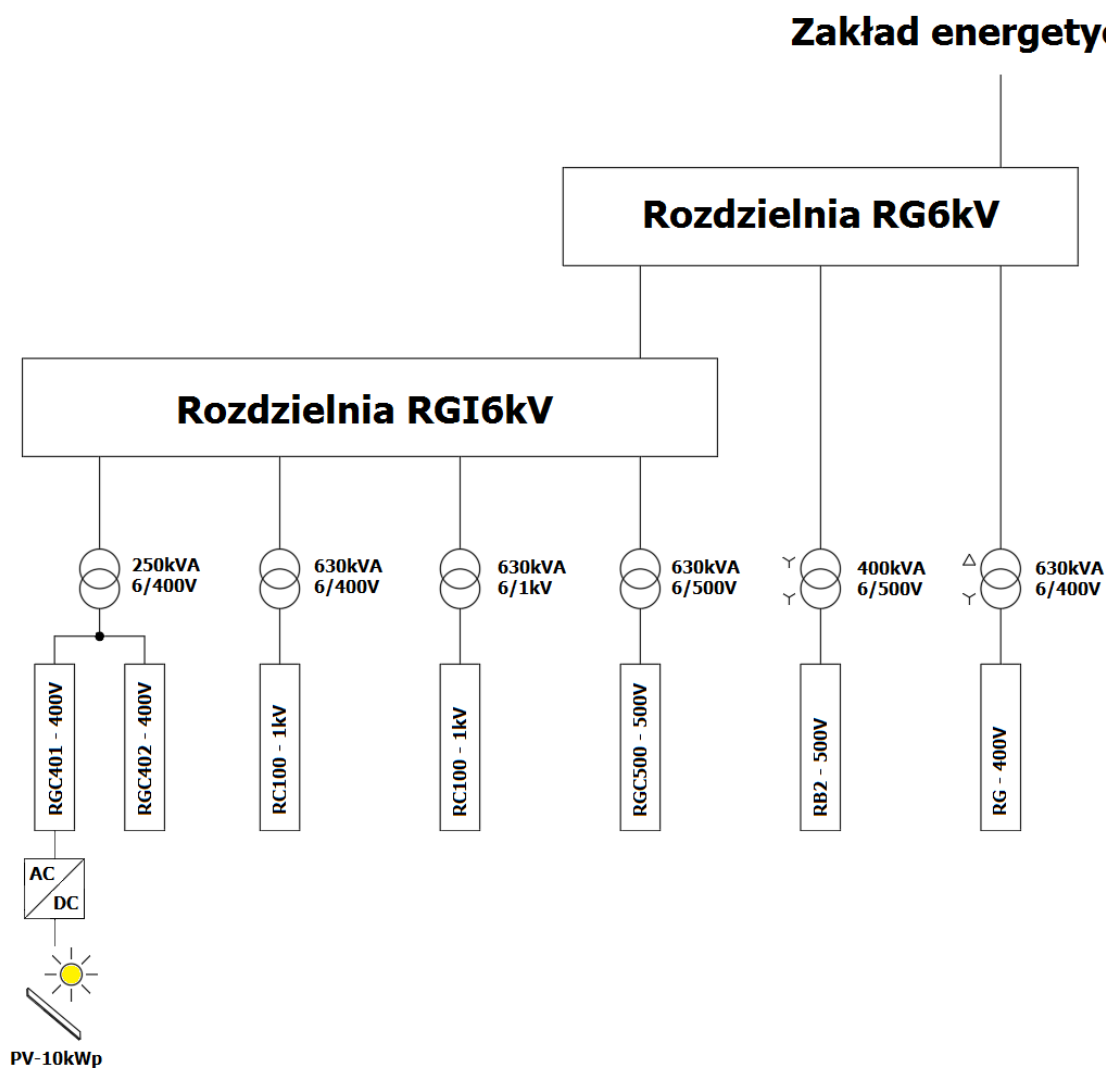 Zakład energetyc
Rozdzielnia RG6kV
Rozdzielnia RGI6kV
250kVA
6/400V
630kVA
6/400V
630kVA
6/1kV
630kVA
6/500V
400kVA
6/500V
630kVA
6/400V
RGC401 - 400V
RGC402 - 400V
RC100 - 1kV
RC100 - 1kV
RGC500 - 500V
RB2 - 500V
RG - 400V
AC
DC
PV-10kWp